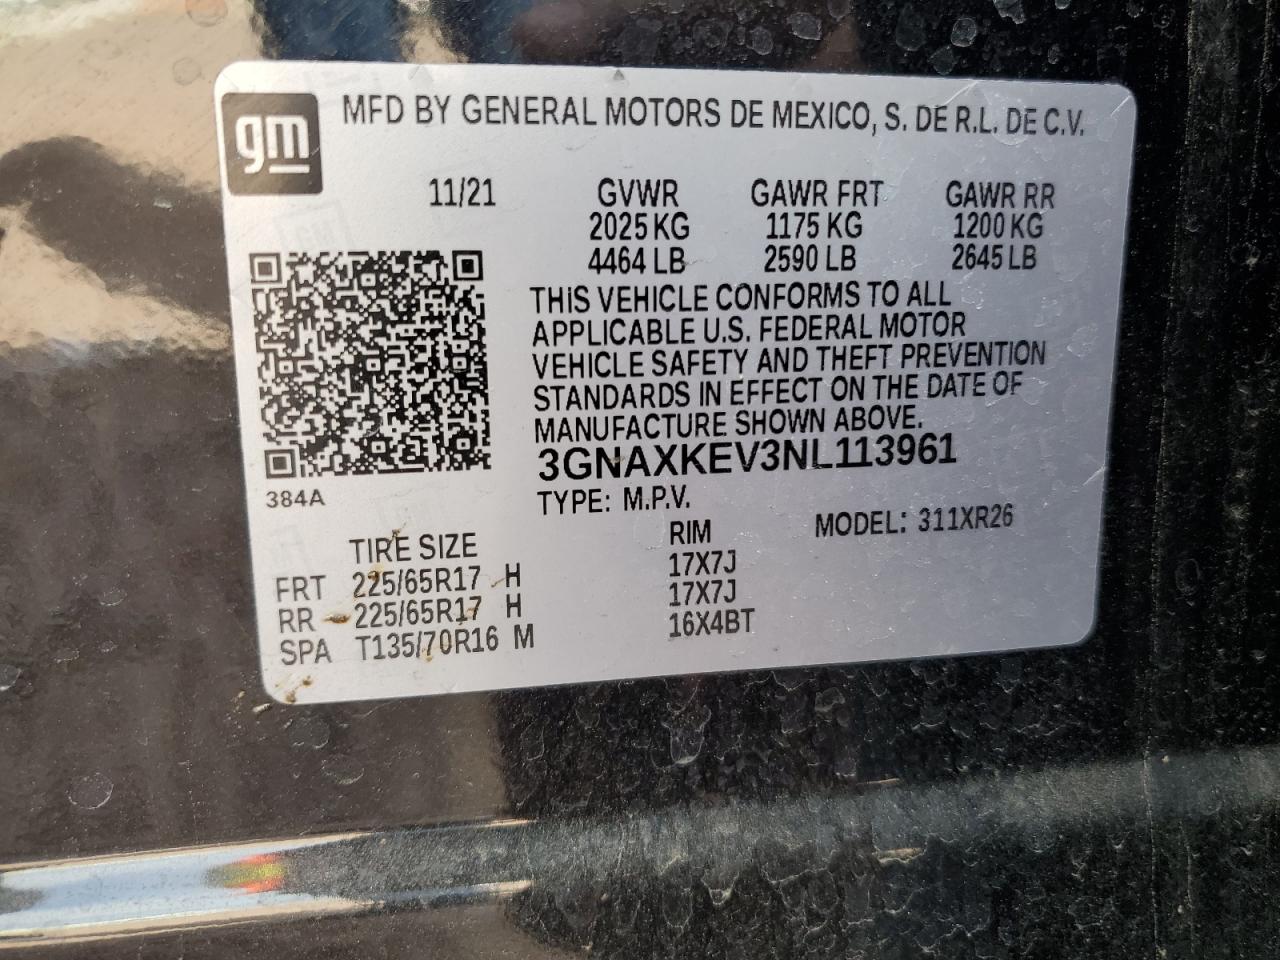 gm
MFD BY GENERAL MOTORS DE MEXICO, S. DE R.L. DE C.V.
11/21 GVWR GAWR FRT GAWR RR
2025 KG 1175 KG 1200 KG
4464 LB 2590 LB 2645 LB
THIS VEHICLE CONFORMS TO ALL
APPLICABLE U.S. FEDERAL MOTOR
VEHICLE SAFETY AND THEFT PREVENTION
STANDARDS IN EFFECT ON THE DATE OF
MANUFACTURE SHOWN ABOVE.
3GNAXKEV3NL113961
384A
TYPE: M.P.V.
MODEL: 311XR26
TIRE SIZE RIM
FRT 225/65R17 H 17X7J
RR 225/65R17 H 17X7J
SPA T135/70R16 M 16X4BT